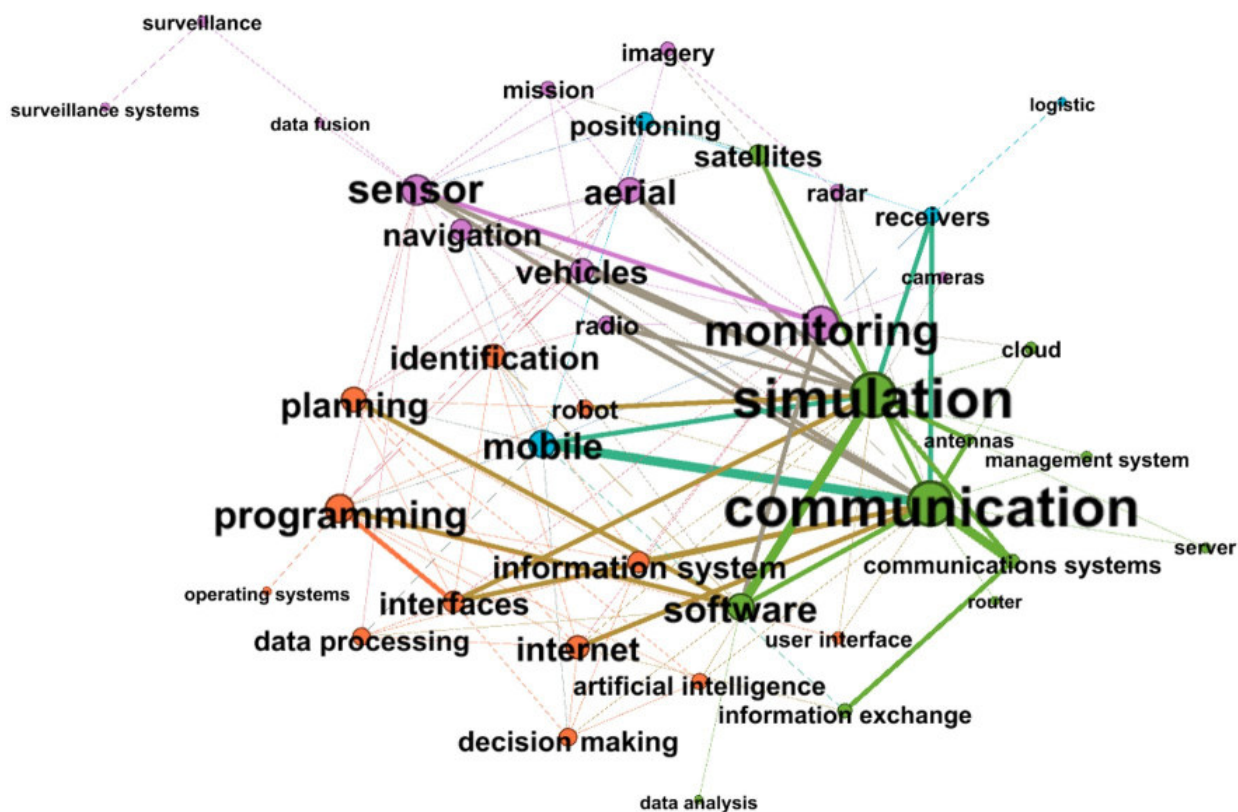 surveillance
imagery
mission
surveillance systems
logistic
data fusion
positioning
satellites
sensor
aerial
radar
receivers
navigation
vehicles
cameras
radio
monitoring
identification
cloud
planning
robot
simulation
mobile
antennas
management system
programming
communication
server
information system
communications systems
operating systems
interfaces
software
router
data processing
internet
user interface
artificial intelligence
information exchange
decision making
data analysis